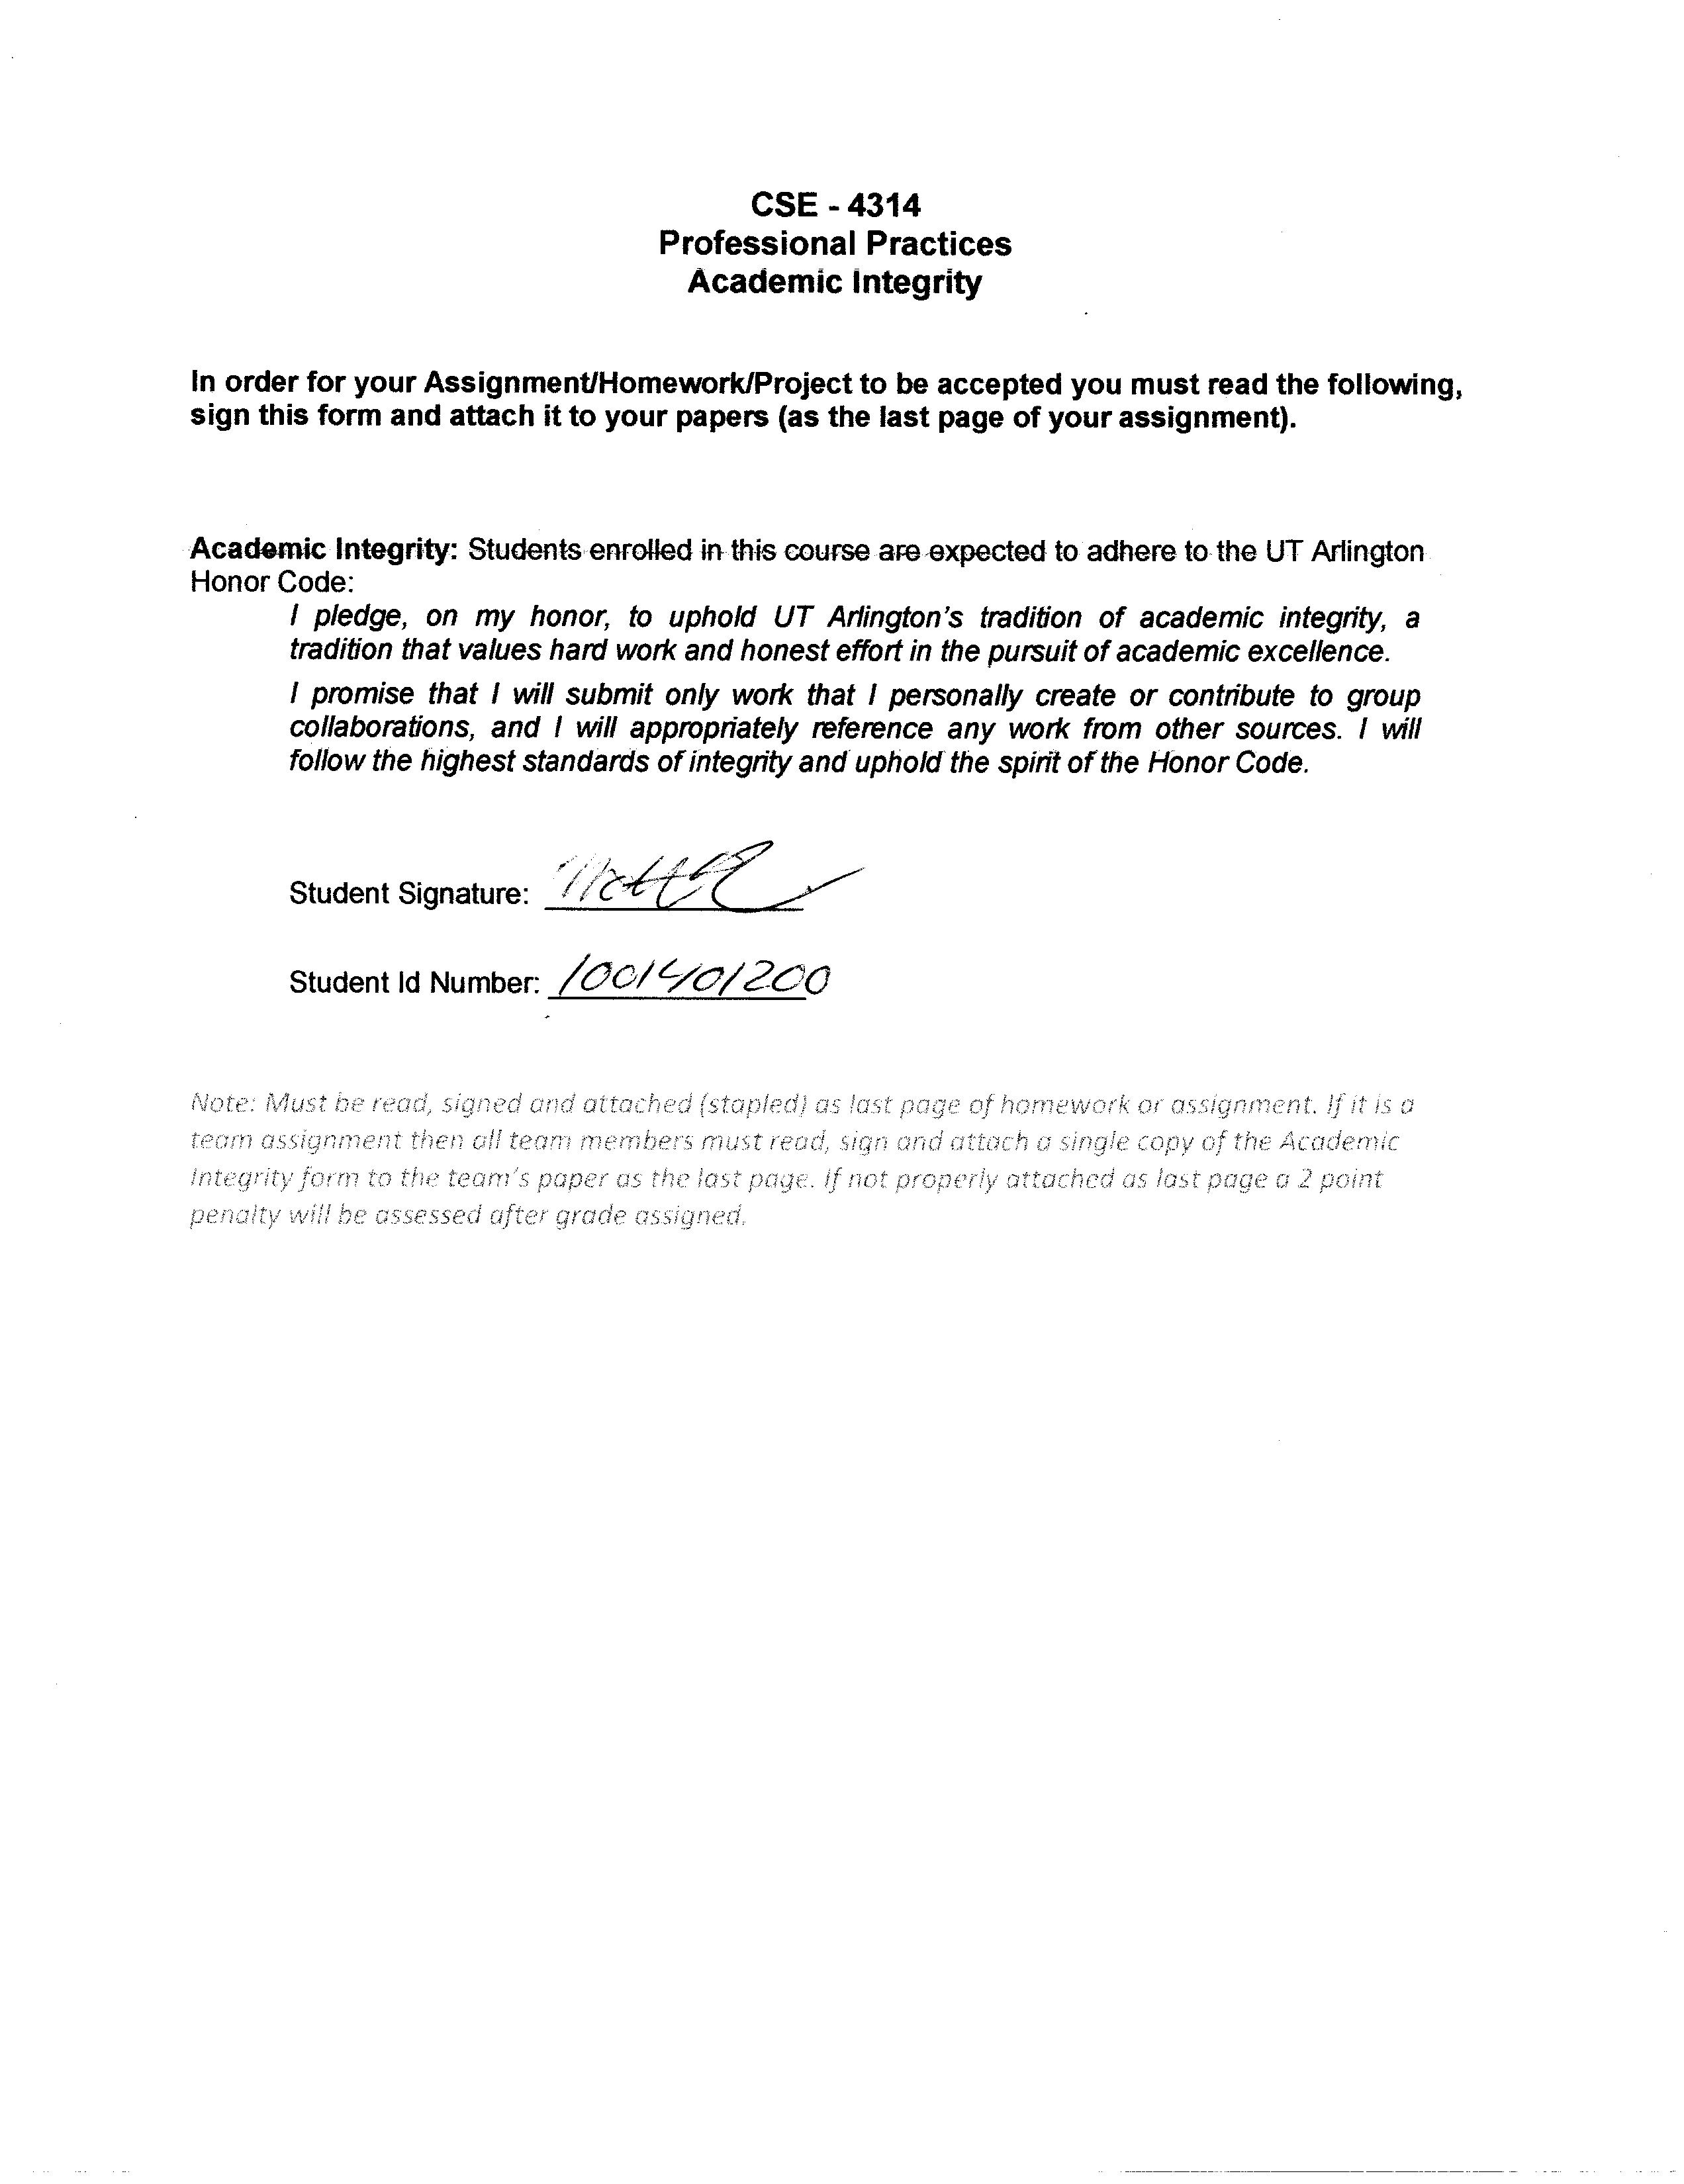 CSE - 4314
Professional Practices
Academic Integrity
In order for your Assignment/Homework/Project to be accepted you must read the following,
sign this form and attach it to your papers (as the last page of your assignment).
Academic Integrity: Students enrolled in this course are expected to adhere to the UT Arlington
Honor Code:
I pledge, on my honor, to uphold UT Arlington's tradition of academic integrity, a
tradition that values hard work and honest effort in the pursuit of academic excellence.
I promise that I will submit only work that I personally create or contribute to group
collaborations, and I will appropriately reference any work from other sources. I will
follow the highest standards of integrity and uphold the spirit of the Honor Code.
Student Signature:
Student Id Number: 1001401200
Note: Must be read, signed and attached (stapled) as last page of homework or assignment. If it is a
team assignment then all team members must read, sign and attach a single copy of the Academic
Integrity form to the team's paper as the last page. If not properly attached as last page a 2 point
penalty will be assessed after grade assigned.